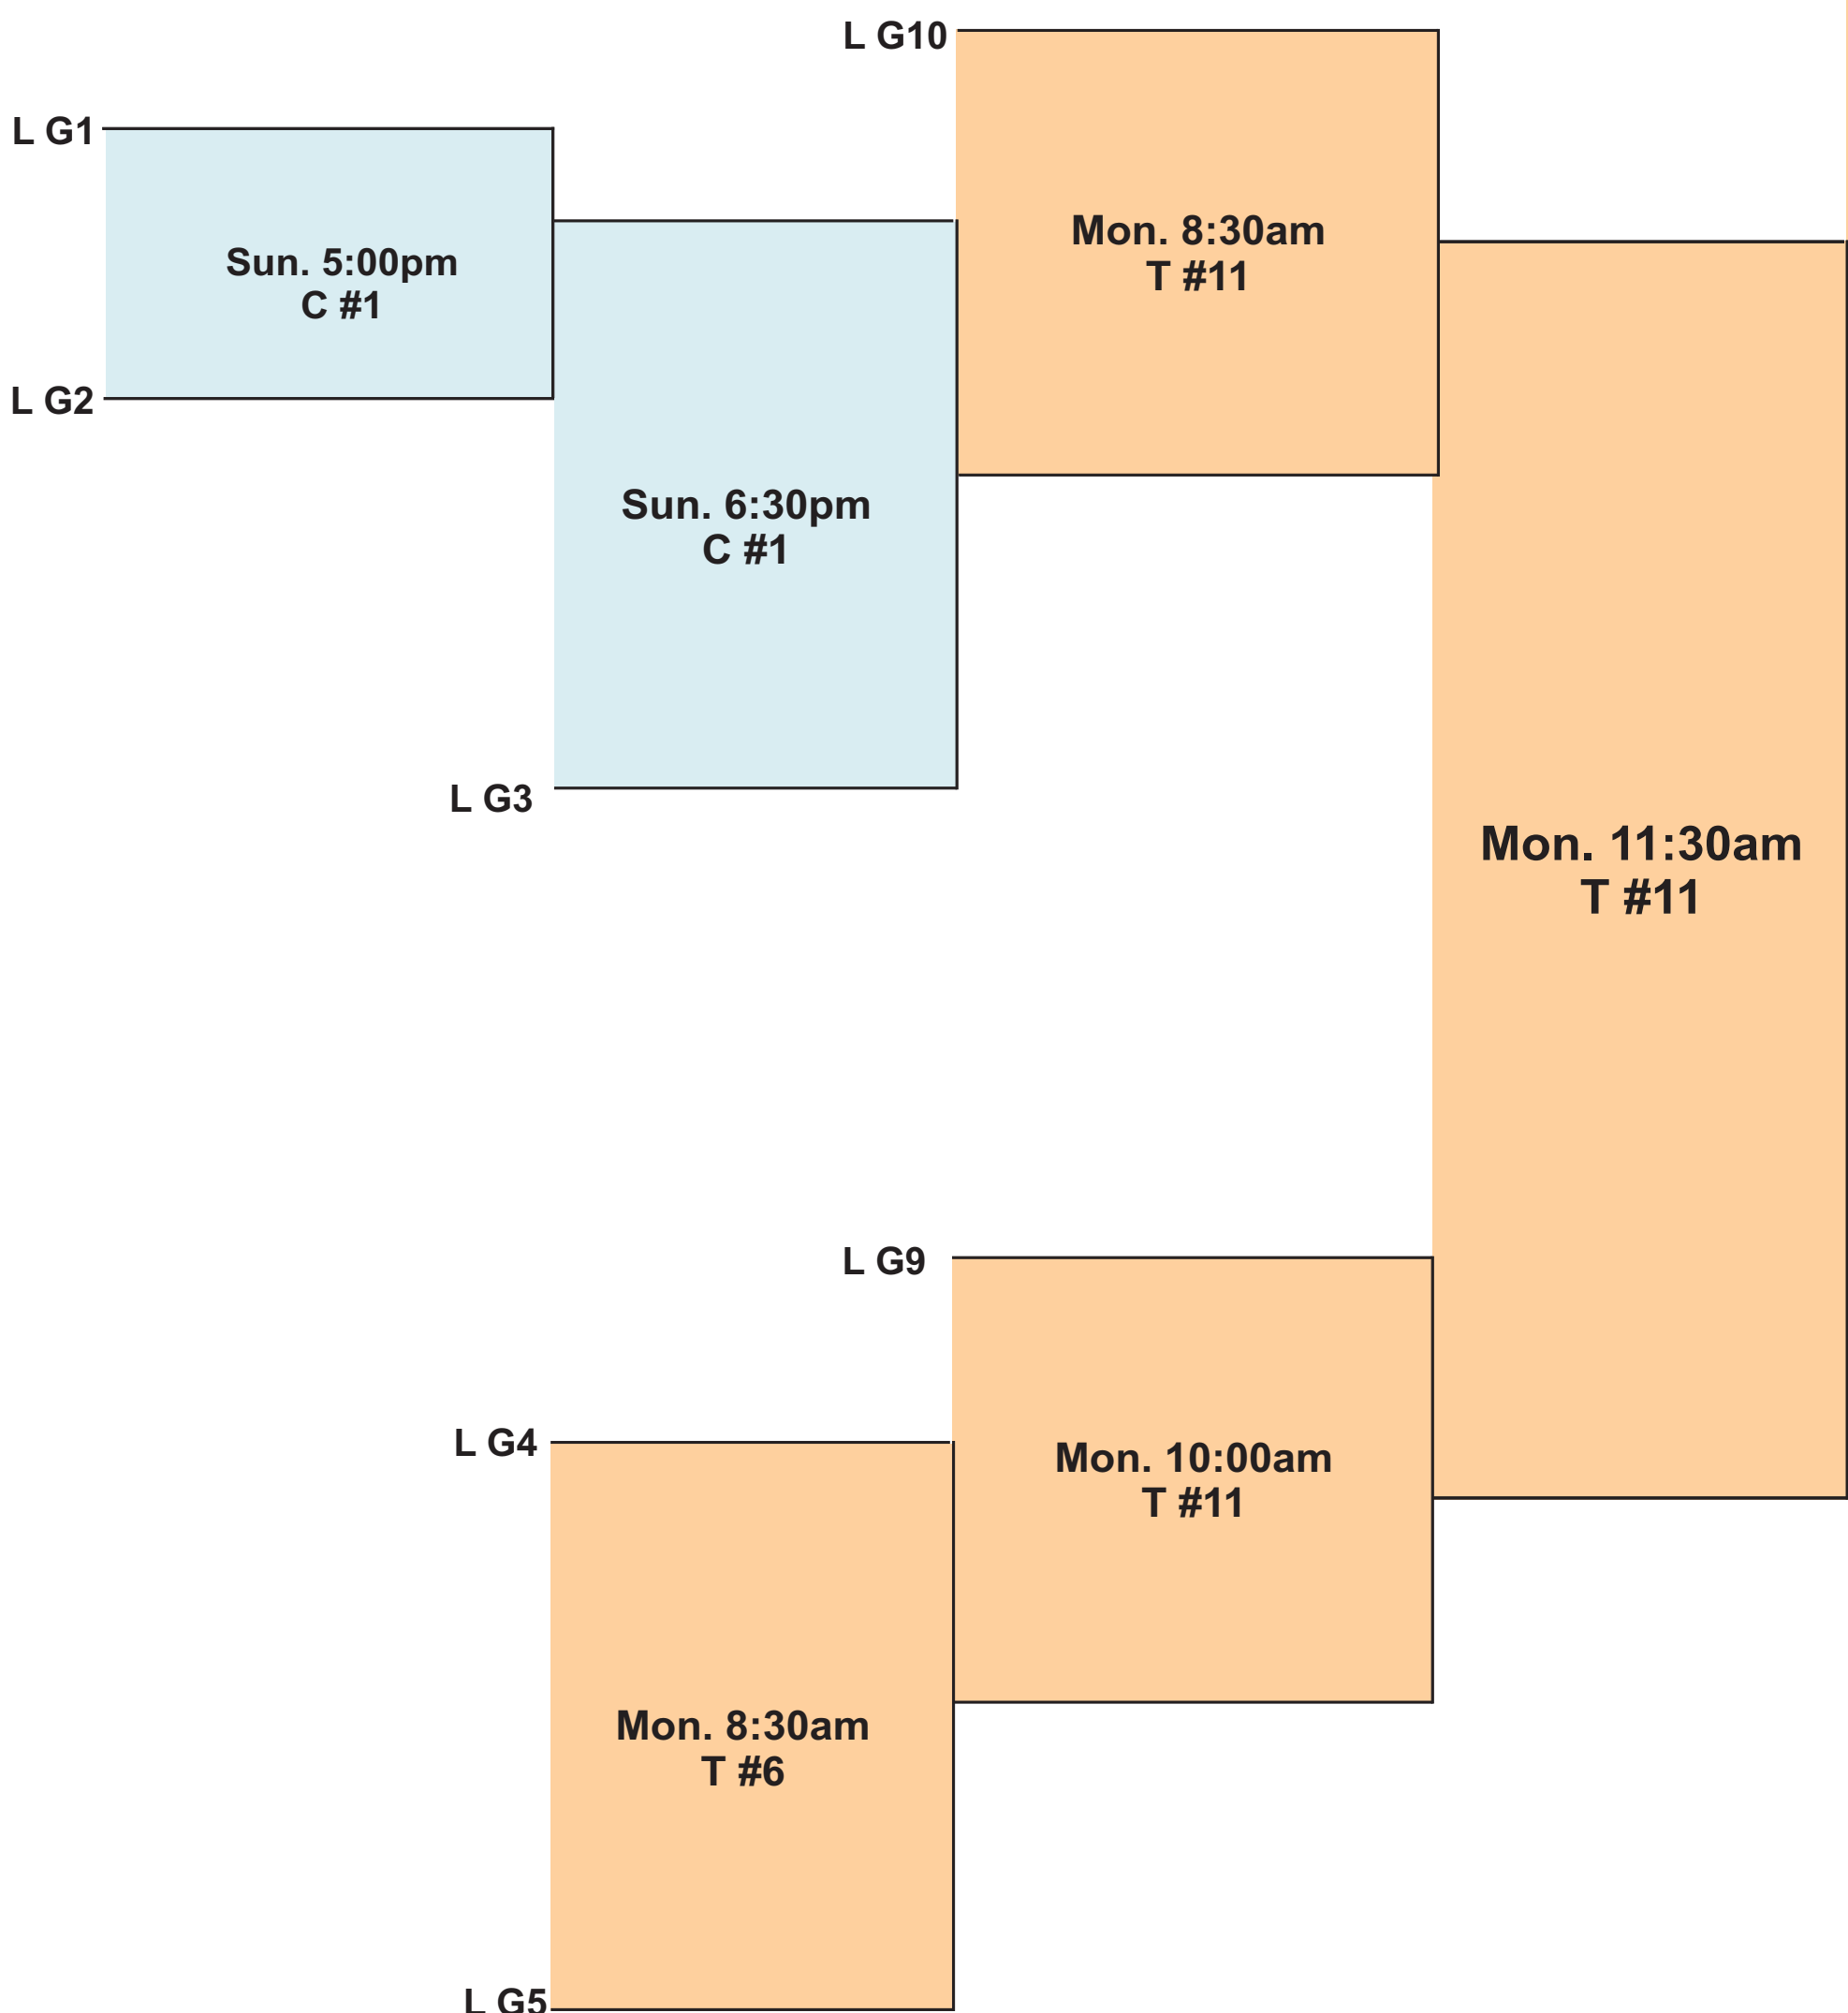 L G10
L G1
Sun. 5:00pm
C #1
L G2
Mon. 8:30am
T #11
Sun. 6:30pm
C #1
L G3
Mon. 11:30am
T #11
L G9
L G4
Mon. 10:00am
T #11
Mon. 8:30am
T #6
L G5